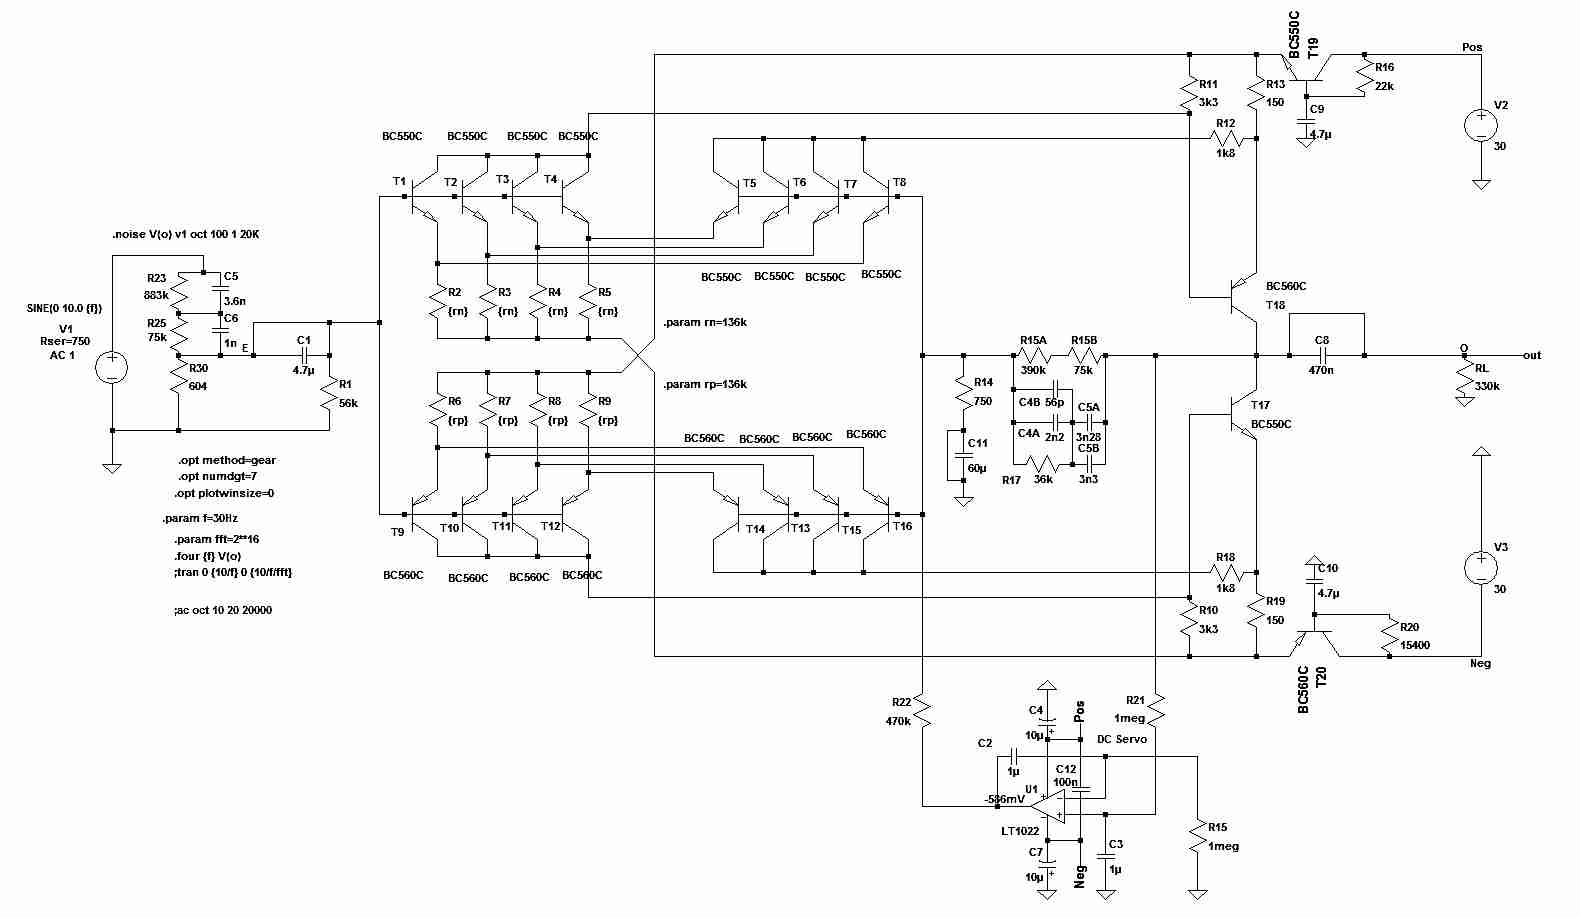 BC550C
T19
Pos
R16
22k
R11
3k3
R13
150
C9
4.7µ
V2
30
R12
1k8
BC550C BC550C BC550C BC550C
T1 T2 T3 T4 T5 T6 T7 T8
.noise V(o) v1 oct 100 1 20K
R23
883k
C5
3.6n
BC550C BC550C BC550C BC550C
SINE(0 10.0 {f})
V1
Rser=750
AC 1
R25
75k
C6
1n
E
R2
{rn}
R3
{rn}
R4
{rn}
R5
{rn}
.param rn=136k
BC560C
T18
C1
4.7µ
R30
604
R1
56k
R15A
390k
R15B
75k
C8
470n
O
out
RL
330k
.param rp=136k
R6
{rp}
R7
{rp}
R8
{rp}
R9
{rp}
R14
750
C4B 56p
C5A
3n28
C4A
2n2
C5B
3n3
R17 36k
C11
60µ
T17
BC550C
BC560C BC560C BC560C BC560C
.opt method=gear
.opt numdgt=7
.opt plotwinsize=0
.param f=30Hz
.param fft=2**16
.four {f} V(o)
;tran 0 {10/f} 0 {10/f/fft}
;ac oct 10 20 20000
T9 T10 T11 T12 T14 T13 T15 T16
BC560C BC560C BC560C BC560C
R18
1k8
R10
3k3
R19
150
C10
4.7µ
V3
30
R20
15400
Neg
BC560C
T20
R22
470k
R21
1meg
C4
10µ
Pos
DC Servo
C2
1µ
C12
100n
U1
-586mV
LT1022
C7
10µ
Neg
C3
1µ
R15
1meg